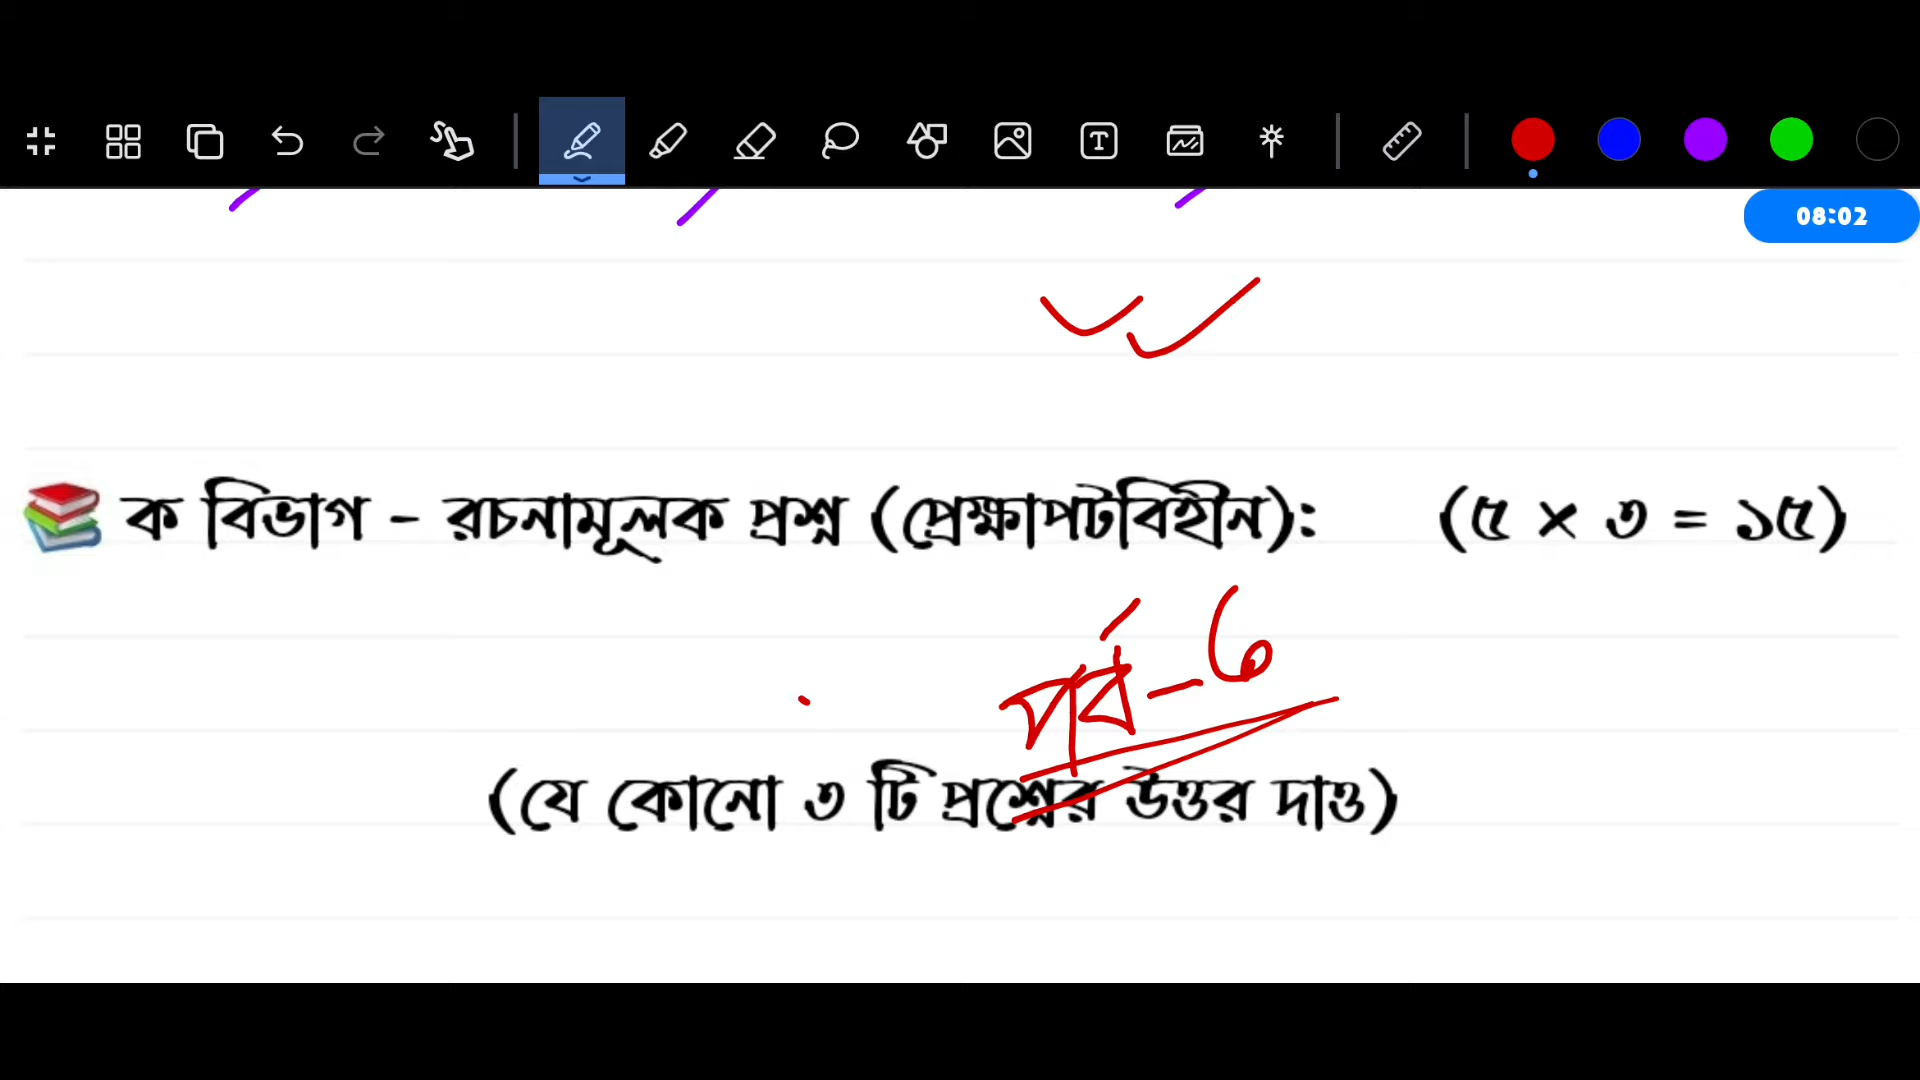 08:02
ক বিভাগ - রচনামূলক প্রশ্ন (প্রেক্ষাপটবিহীন): (৫ × ৩ = ১৫)
পর্ব - ৬
(যে কোনো ৩ টি প্রশ্নের উত্তর দাও)